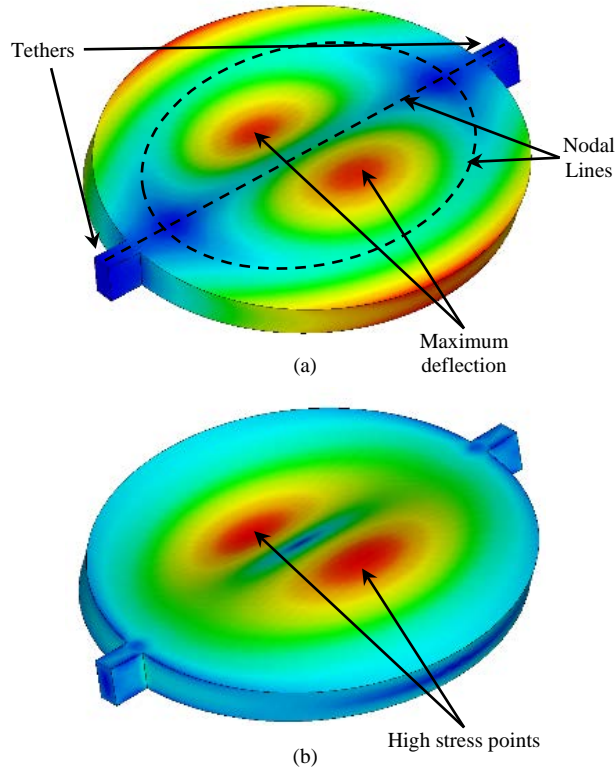 Tethers
Nodal
Lines
Maximum
deflection
(a)
High stress points
(b)